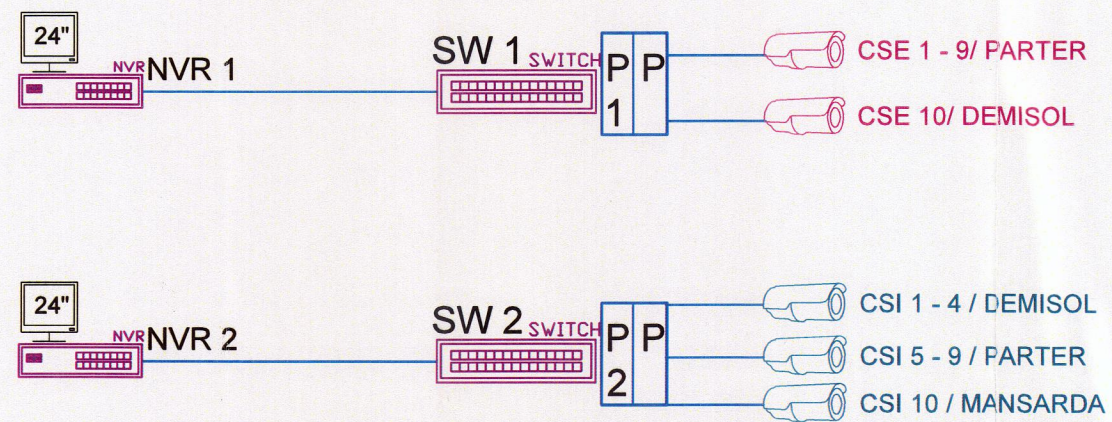 24"
NVR NVR 1
SW 1 SWITCH
P P
1
CSE 1 - 9/ PARTER
CSE 10/ DEMISOL
24"
NVR NVR 2
SW 2 SWITCH
P P
2
CSI 1 - 4 / DEMISOL
CSI 5 - 9 / PARTER
CSI 10 / MANSARDA